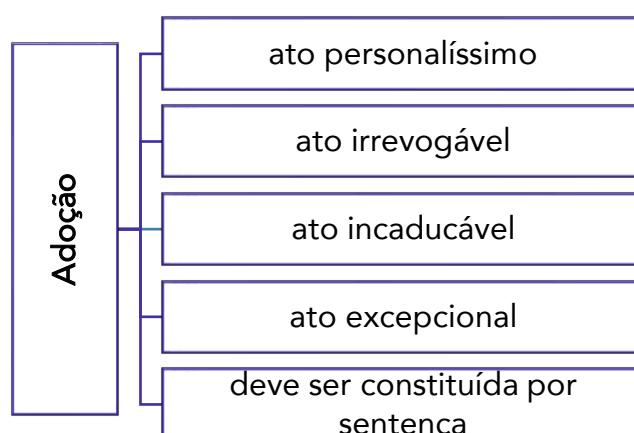 Adoção
ato personalíssimo
ato irrevogável
ato incaducável
ato excepcional
deve ser constituída por
sentença